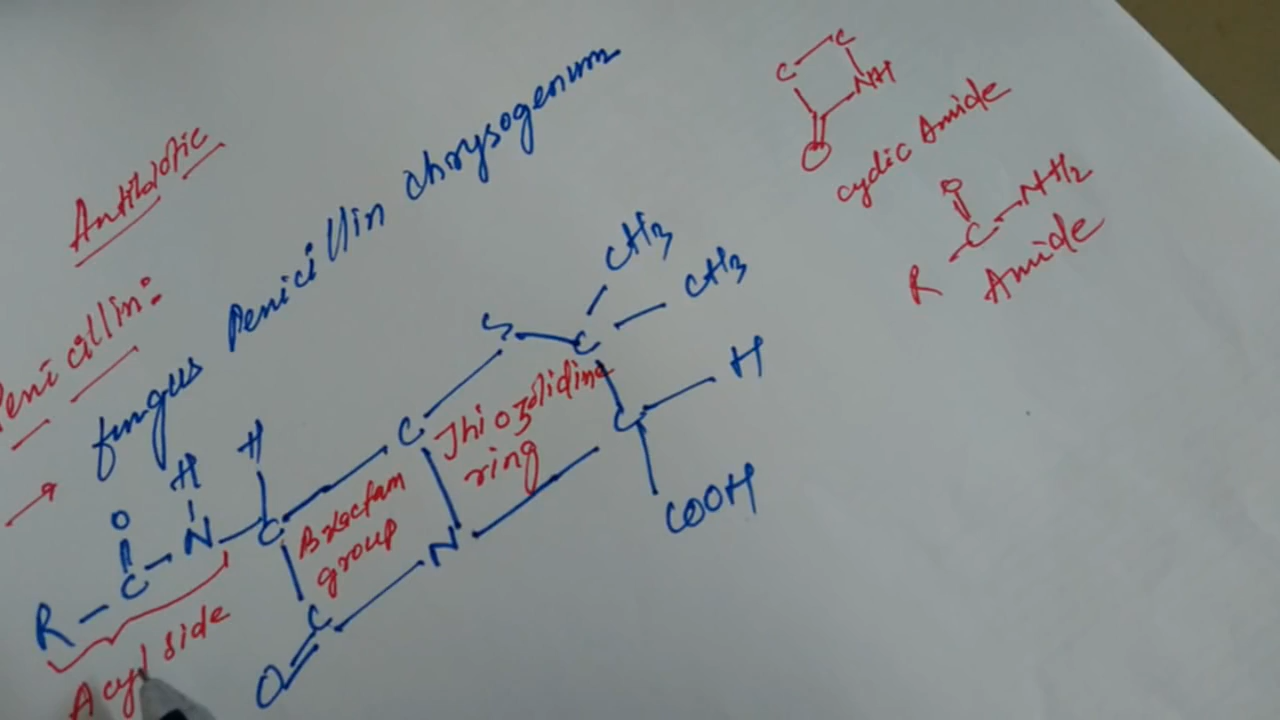 Antibiotic
Penicillin:-
→ fungus Penicillin chrysogenum
C C
C NH
O
cyclic Amide
O
R - C - NH2
Amide
CH3
S C CH3
H
H H C Thiozolidine C
O ring
R - C - N - C B-lactam N COOH
group
C
O
Acyl side